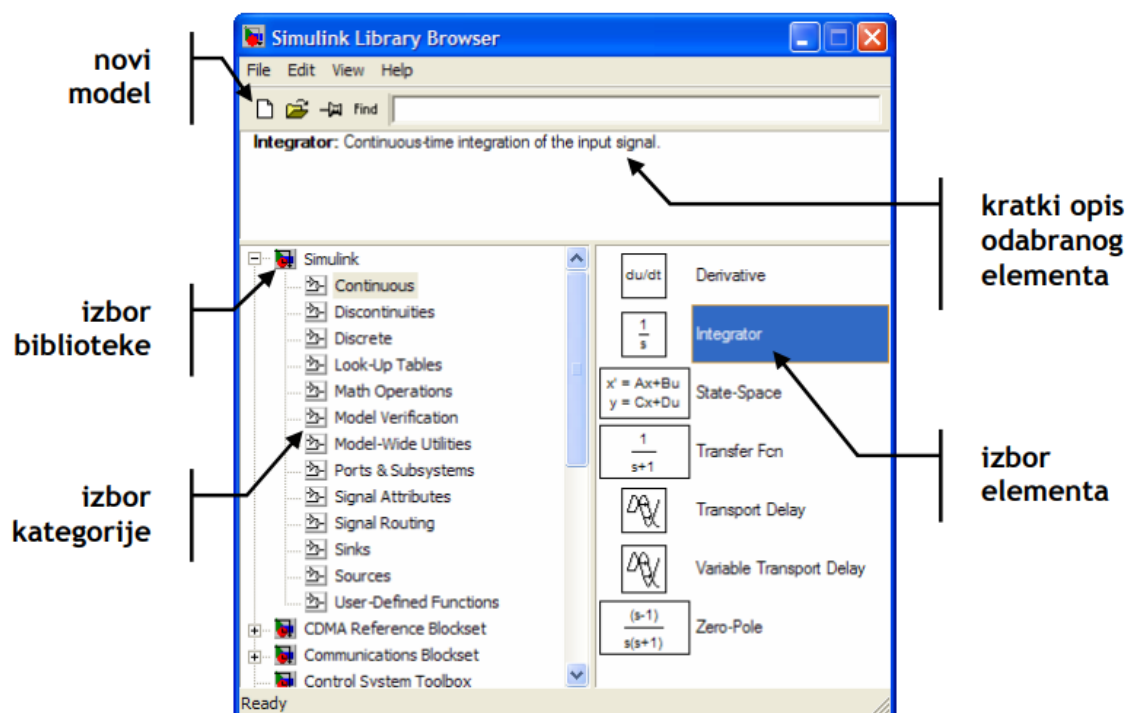 Simulink Library Browser
File Edit View Help
Find
Integrator: Continuous-time integration of the input signal.
novi
model
kratki opis
odabranog
elementa
izbor
biblioteke
izbor
kategorije
izbor
elementa
Simulink
Continuous
Discontinuities
Discrete
Look-Up Tables
Math Operations
Model Verification
Model-Wide Utilities
Ports & Subsystems
Signal Attributes
Signal Routing
Sinks
Sources
User-Defined Functions
CDMA Reference Blockset
Communications Blockset
Control System Toolbox
du/dt Derivative
1
s
Integrator
x' = Ax+Bu
y = Cx+Du
State-Space
1
s+1
Transfer Fcn
Transport Delay
Variable Transport Delay
(s-1)
s(s+1)
Zero-Pole
Ready